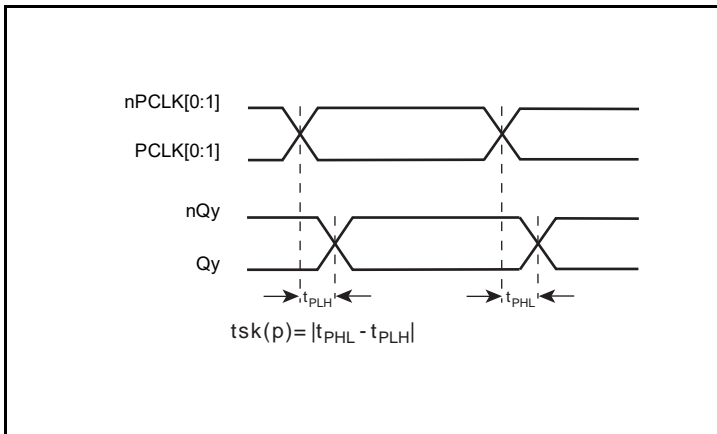 nPCLK[0:1]
PCLK[0:1]
nQy
Qy
tPLH
tPHL
tsk(p)= |tPHL - tPLH|